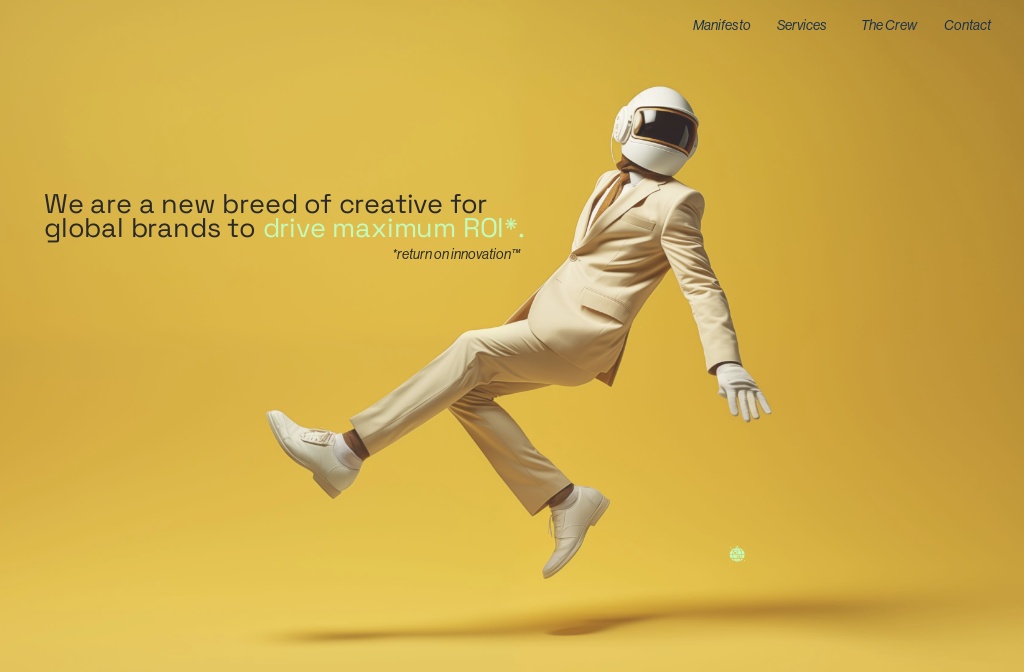 Manifesto Services The Crew Contact
We are a new breed of creative for
global brands to drive maximum ROI*.
*return on innovation™